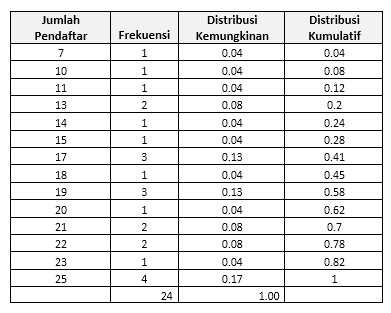 Jumlah Pendaftar Frekuensi Distribusi Kemungkinan Distribusi Kumulatif
7 1 0.04 0.04
10 1 0.04 0.08
11 1 0.04 0.12
13 2 0.08 0.2
14 1 0.04 0.24
15 1 0.04 0.28
17 3 0.13 0.41
18 1 0.04 0.45
19 3 0.13 0.58
20 1 0.04 0.62
21 2 0.08 0.7
22 2 0.08 0.78
23 1 0.04 0.82
25 4 0.17 1
24 1.00